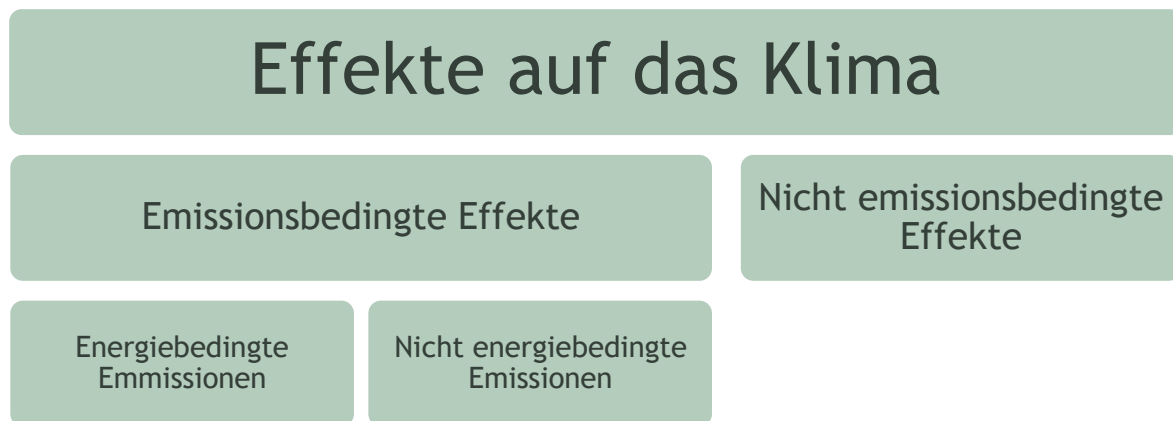 Effekte auf das Klima
Emissionsbedingte Effekte
Nicht emissionsbedingte
Effekte
Energiebedingte
Emmissionen
Nicht energiebedingte
Emissionen